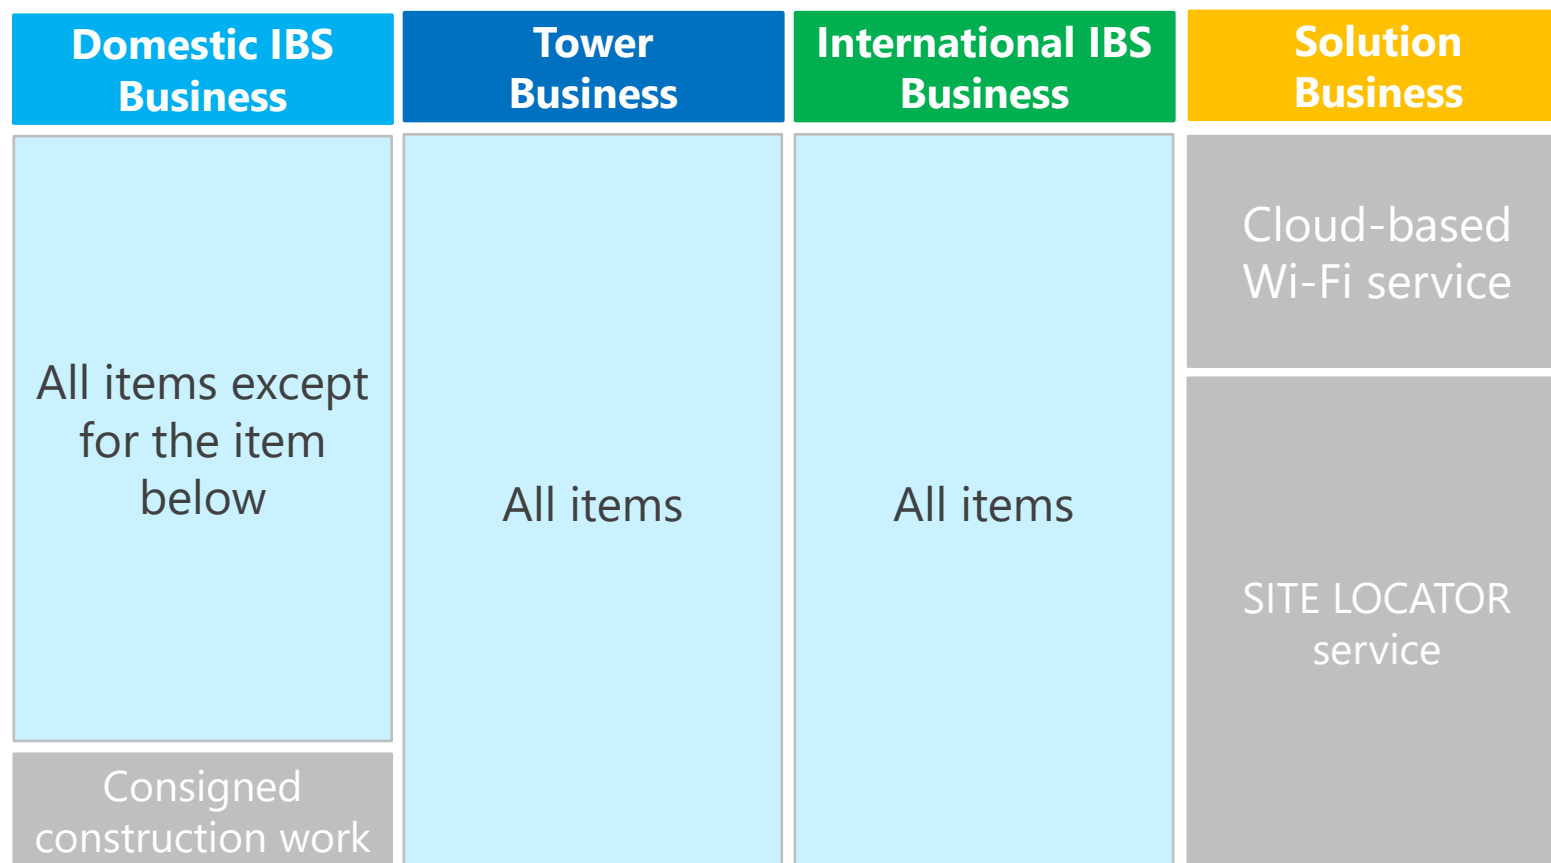 Domestic IBS
Business
Tower
Business
International IBS
Business
Solution
Business
All items except
for the item
below
Consigned
construction work
All items
All items
Cloud-based
Wi-Fi service
SITE LOCATOR
service